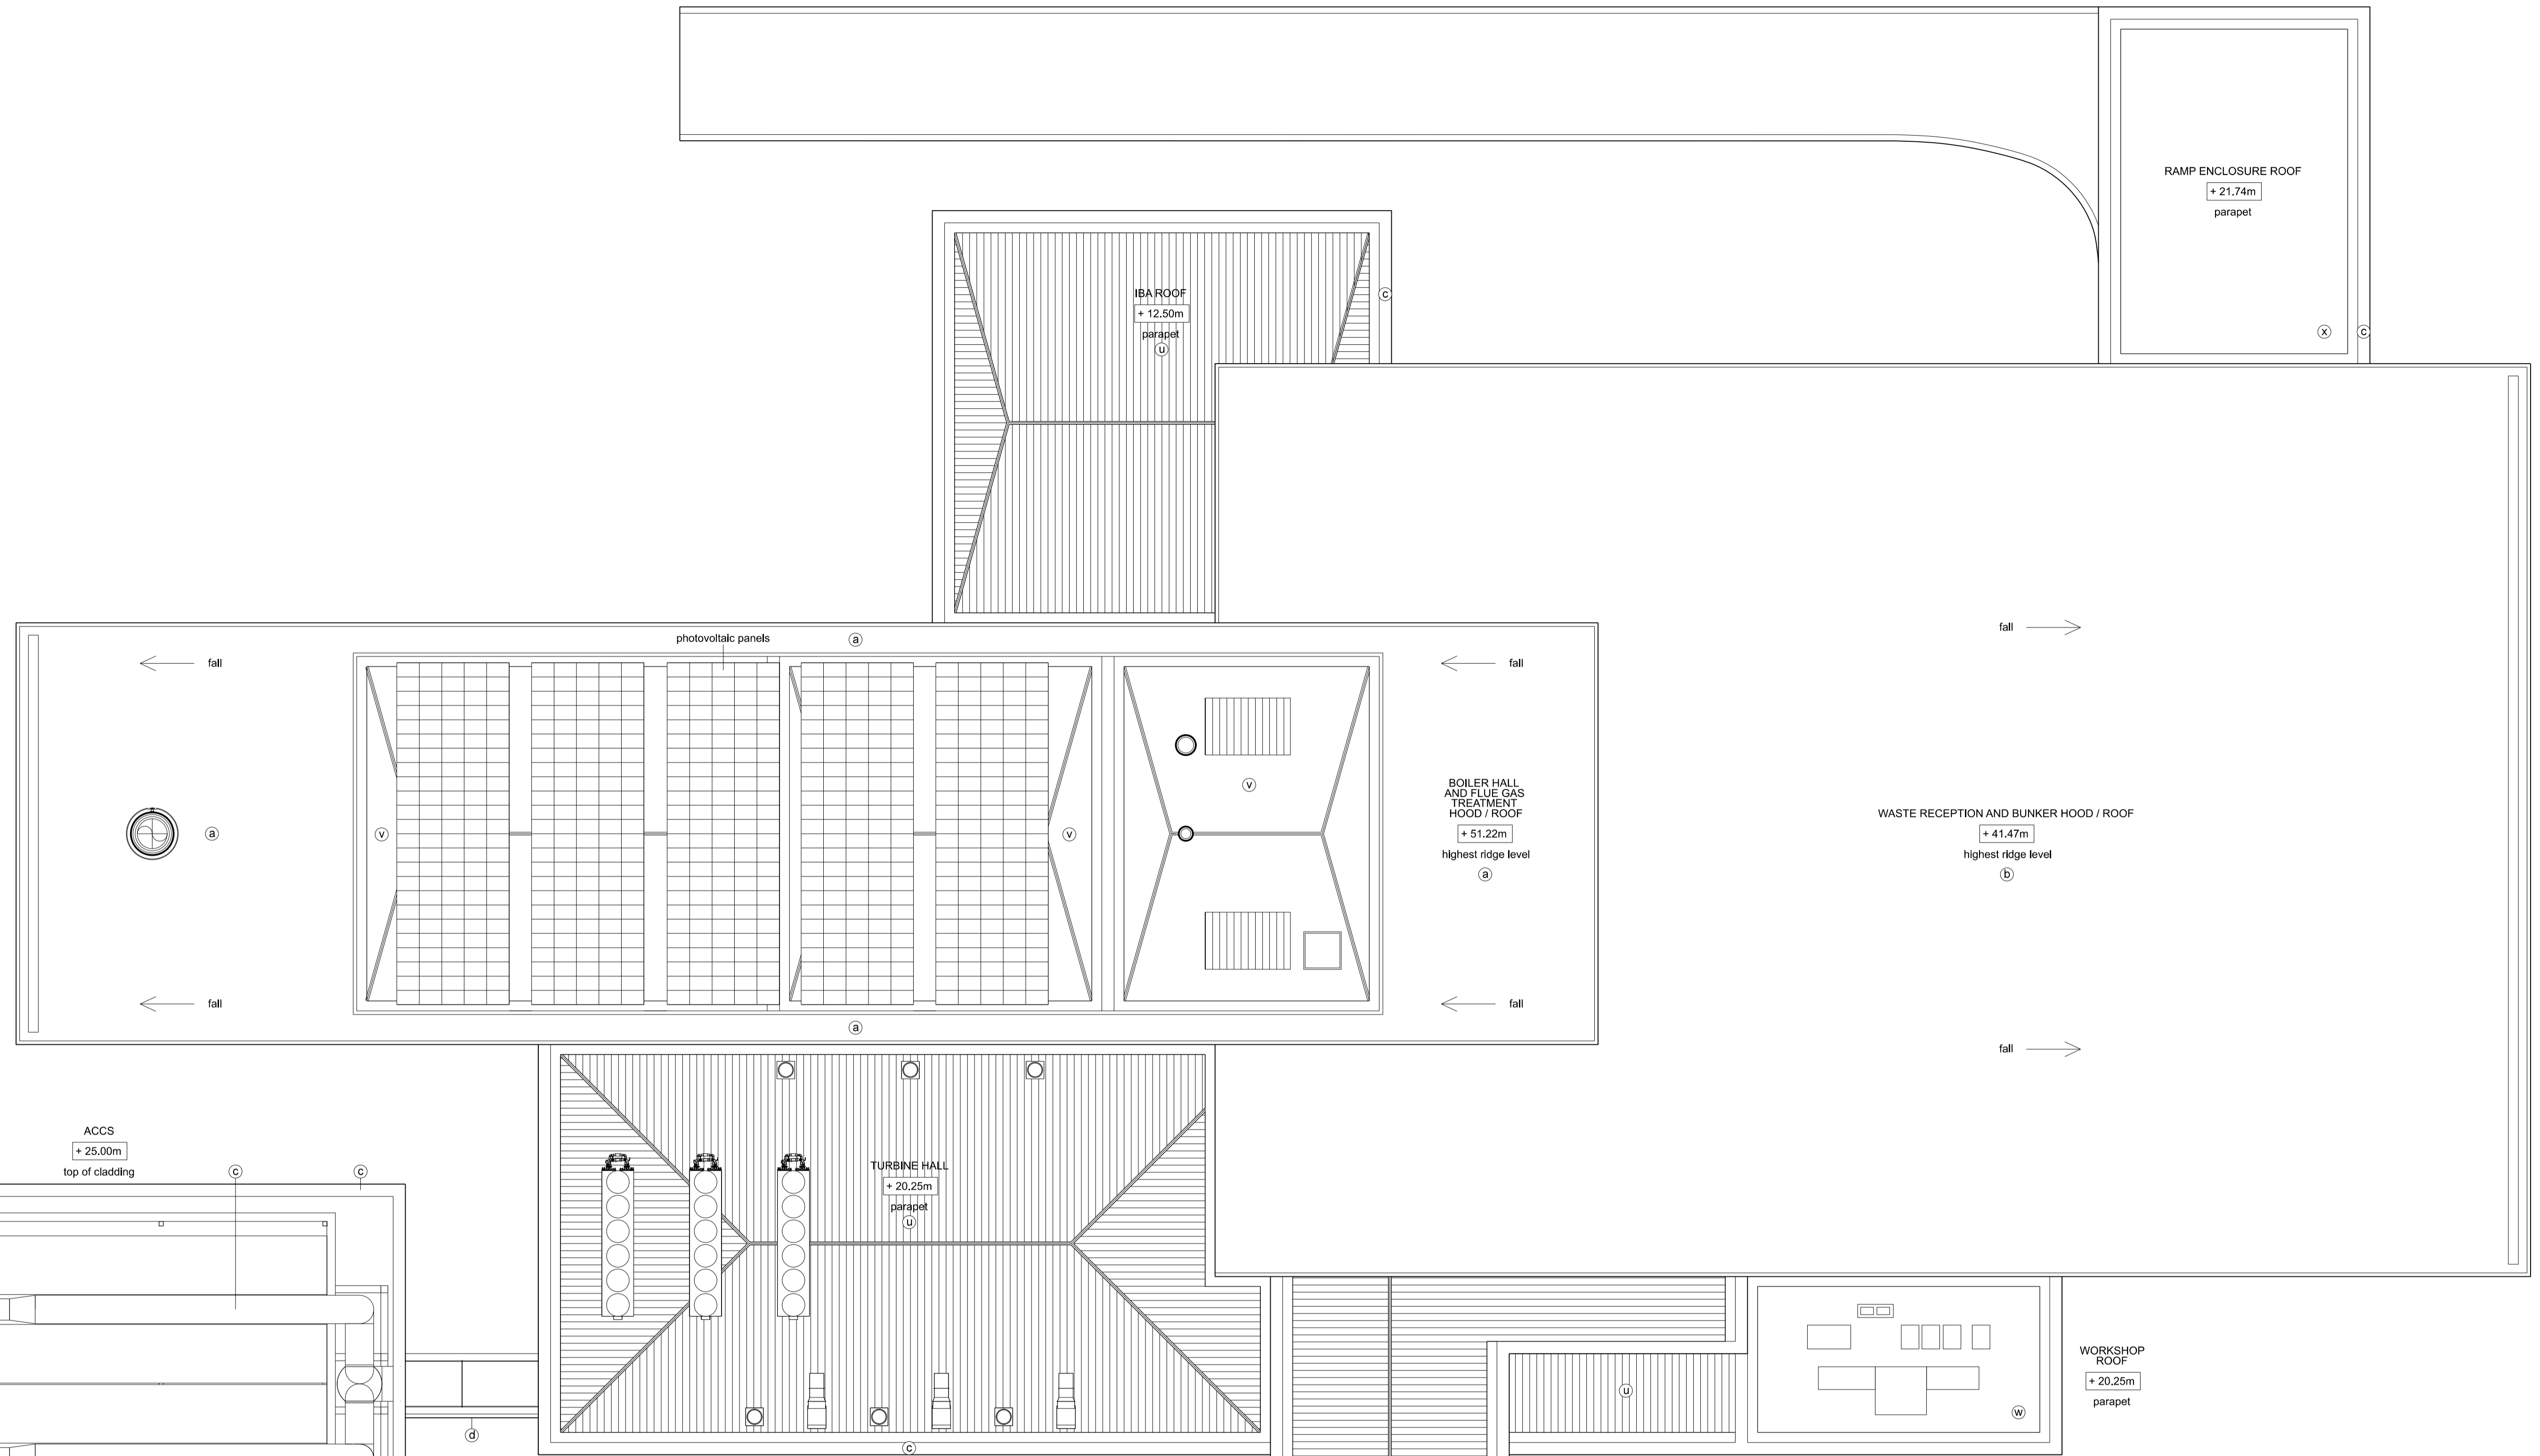 RAMP ENCLOSURE ROOF
+ 21.74m
parapet
x
c
IBA ROOF
+ 12.50m
parapet
u
c
photovoltaic panels
a
fall
fall
fall
v
v
v
a
BOILER HALL
AND FLUE GAS
TREATMENT
HOOD / ROOF
+ 51.22m
highest ridge level
a
WASTE RECEPTION AND BUNKER HOOD / ROOF
+ 41.47m
highest ridge level
b
fall
fall
a
fall
ACCS
+ 25.00m
top of cladding
c
c
TURBINE HALL
+ 20.25m
parapet
u
WORKSHOP
ROOF
+ 20.25m
parapet
u
w
d
c